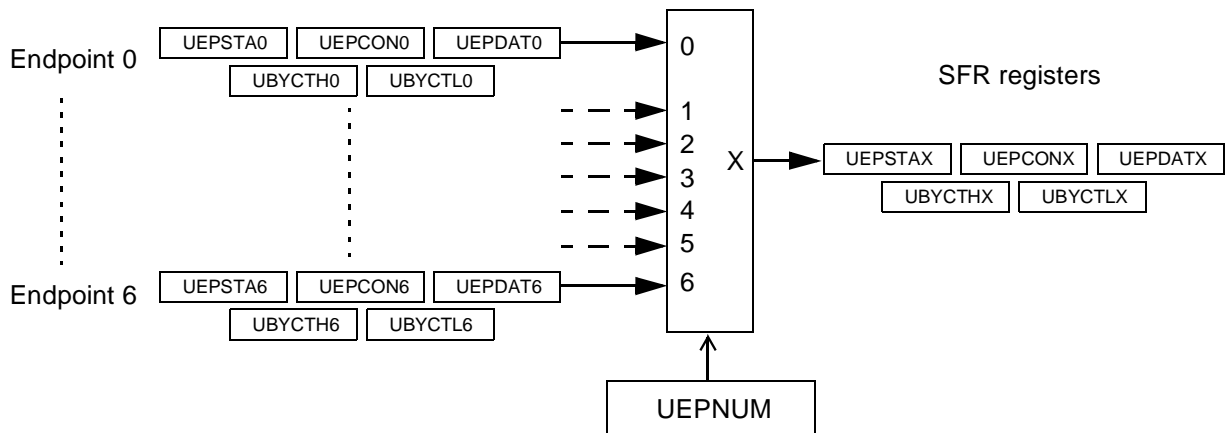 UEPSTA0 UEPCON0 UEPDAT0
Endpoint 0
0
UBYCTH0 UBYCTL0
SFR registers
1
2
X
UEPSTAX UEPCONX UEPDATX
3
UBYCTHX UBYCTLX
4
5
UEPSTA6 UEPCON6 UEPDAT6
Endpoint 6
6
UBYCTH6 UBYCTL6
UEPNUM